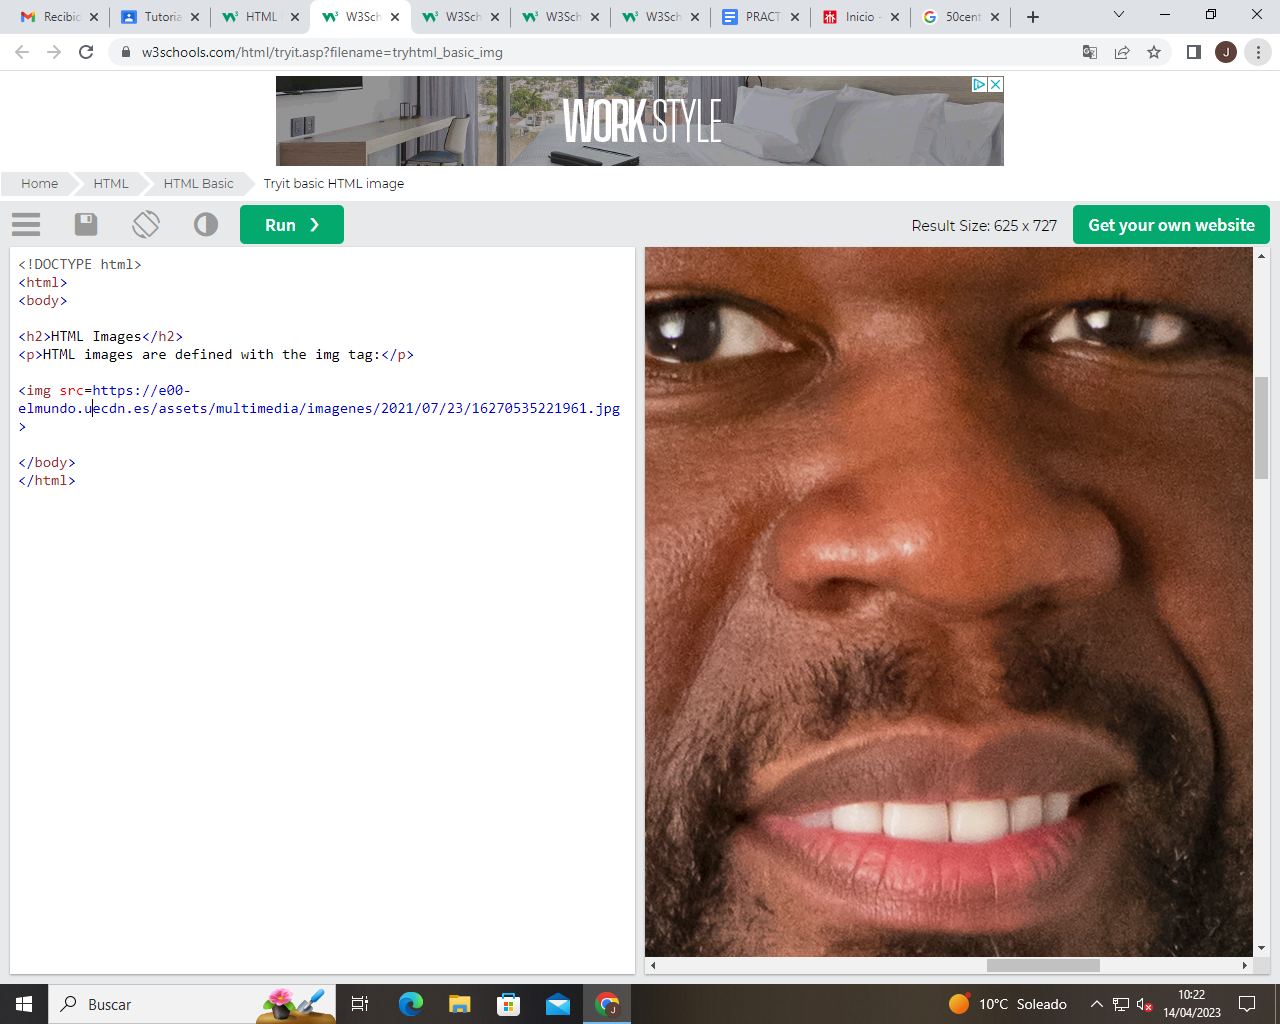 Recibid
Tutoria
HTML
W3Sch
W3Sch
W3Sch
W3Sch
PRACT
Inicio -
50cent
w3schools.com/html/tryit.asp?filename=tryhtml_basic_img
J
WORK STYLE
Home
HTML
HTML Basic
Tryit basic HTML image
Run ❯
Result Size: 625 x 727
Get your own website
<!DOCTYPE html>
<html>
<body>
<h2>HTML Images</h2>
<p>HTML images are defined with the img tag:</p>
<img src=https://e00-
elmundo.uecdn.es/assets/multimedia/imagenes/2021/07/23/16270535221961.jpg
>
</body>
</html>
Buscar
J
10°C Soleado
10:22
14/04/2023